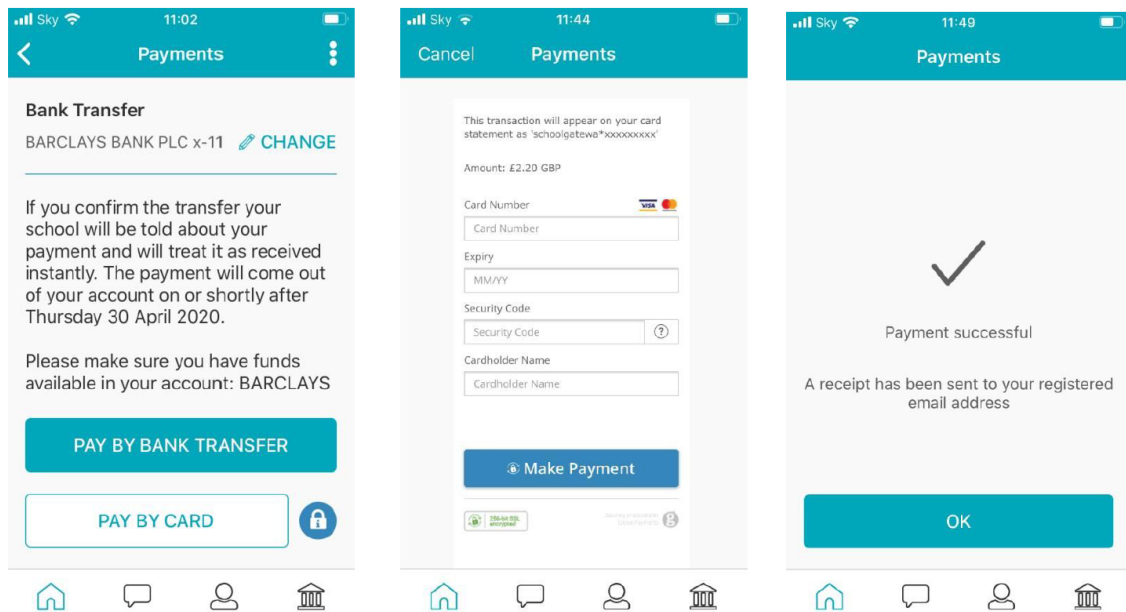 Sky 11:02
Payments
Bank Transfer
BARCLAYS BANK PLC x-11 CHANGE
If you confirm the transfer your
school will be told about your
payment and will treat it as received
instantly. The payment will come out
of your account on or shortly after
Thursday 30 April 2020.
Please make sure you have funds
available in your account: BARCLAYS
PAY BY BANK TRANSFER
PAY BY CARD
Sky 11:44
Cancel Payments
This transaction will appear on your card
statement as 'schoolgatewa*xxxxxxxxx'
Amount: £2.20 GBP
Card Number VISA
Card Number
Expiry
MM/YY
Security Code
Security Code ?
Cardholder Name
Cardholder Name
Make Payment
256-bit SSL
encrypted
Sky 11:49
Payments
Payment successful
A receipt has been sent to your registered
email address
OK